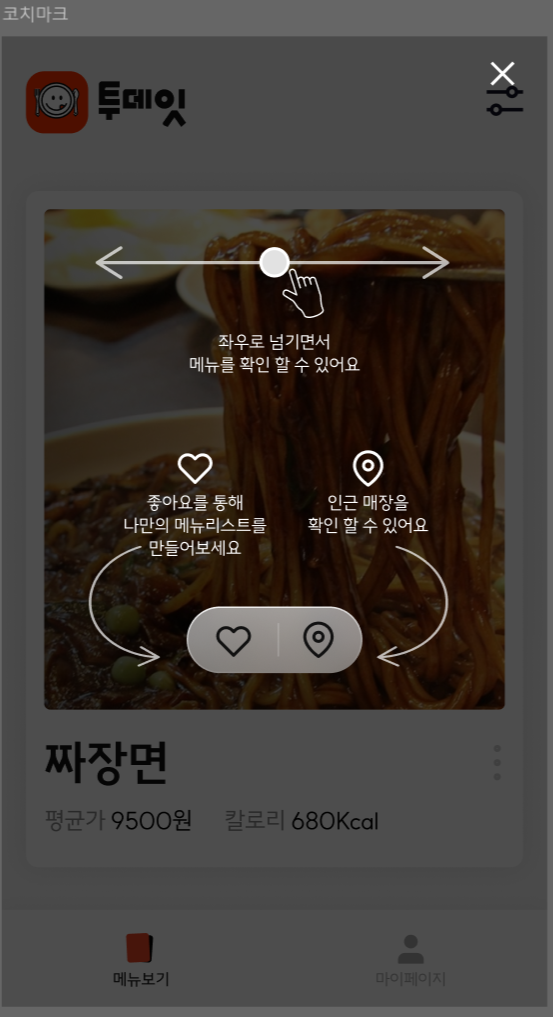 코치마크
투데잇
좌우로 넘기면서
메뉴를 확인 할 수 있어요
좋아요를 통해
나만의 메뉴리스트를
만들어보세요
인근 매장을
확인 할 수 있어요
짜장면
평균가 9500원 칼로리 680Kcal
메뉴보기 마이페이지